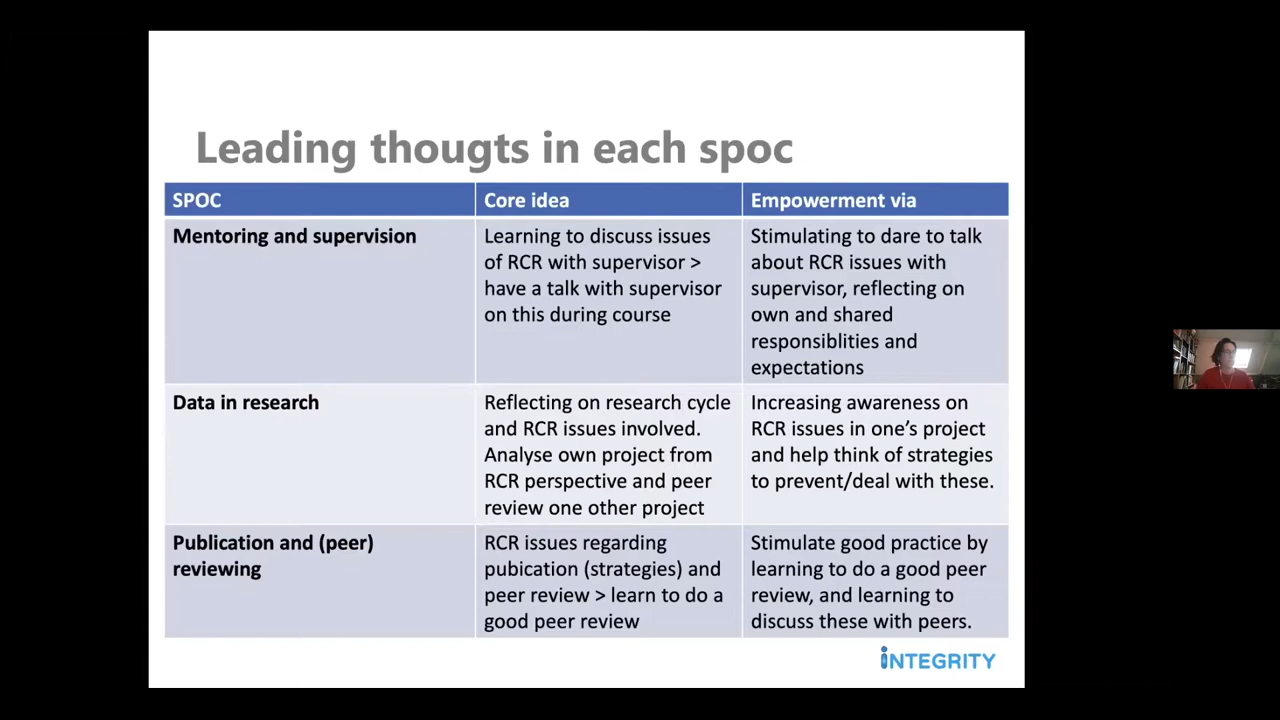 Leading thougts in each spoc
SPOC
Core idea
Empowerment via
Mentoring and supervision
Learning to discuss issues
of RCR with supervisor >
have a talk with supervisor
on this during course
Stimulating to dare to talk
about RCR issues with
supervisor, reflecting on
own and shared
responsiblities and
expectations
Data in research
Reflecting on research cycle
and RCR issues involved.
Analyse own project from
RCR perspective and peer
review one other project
Increasing awareness on
RCR issues in one’s project
and help think of strategies
to prevent/deal with these.
Publication and (peer)
reviewing
RCR issues regarding
pubication (strategies) and
peer review > learn to do a
good peer review
Stimulate good practice by
learning to do a good peer
review, and learning to
discuss these with peers.
iNTEGRITY